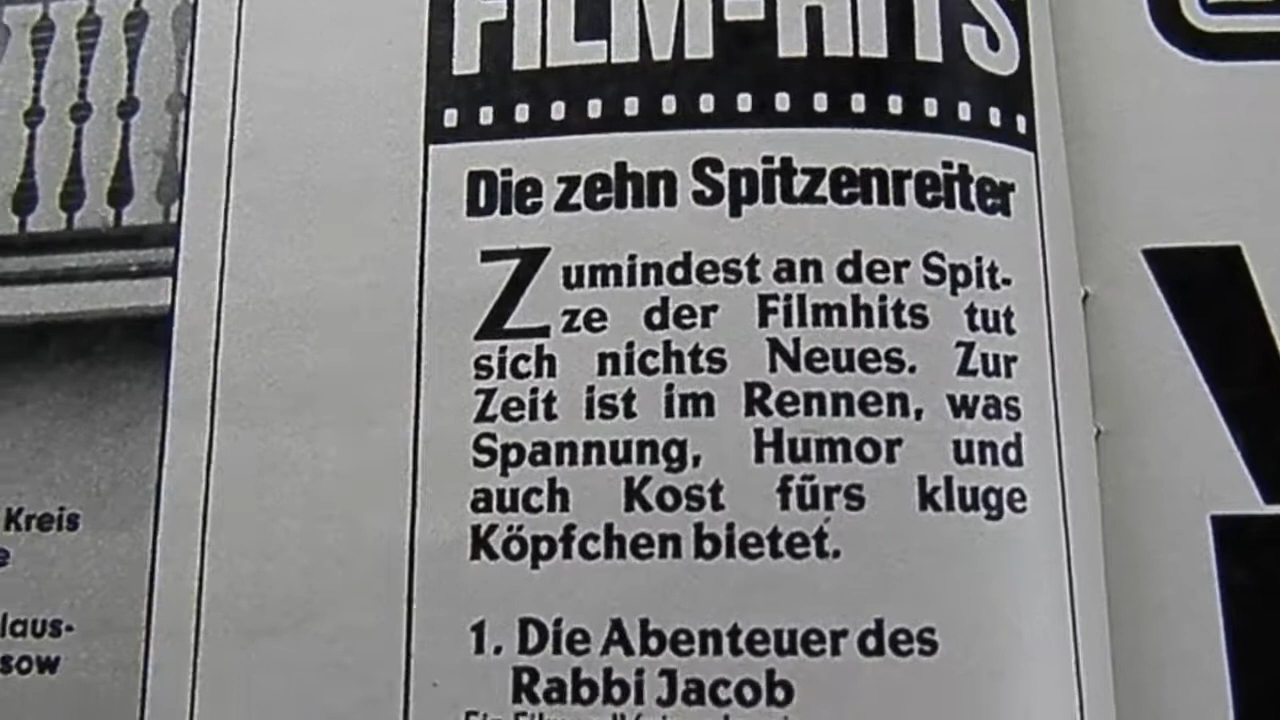 FILM-HITS
Die zehn Spitzenreiter
Zumindest an der Spit-
ze der Filmhits tut
sich nichts Neues. Zur
Zeit ist im Rennen, was
Spannung, Humor und
auch Kost fürs kluge
Köpfchen bietet.
1. Die Abenteuer des
Rabbi Jacob
Kreis
e
laus-
sow